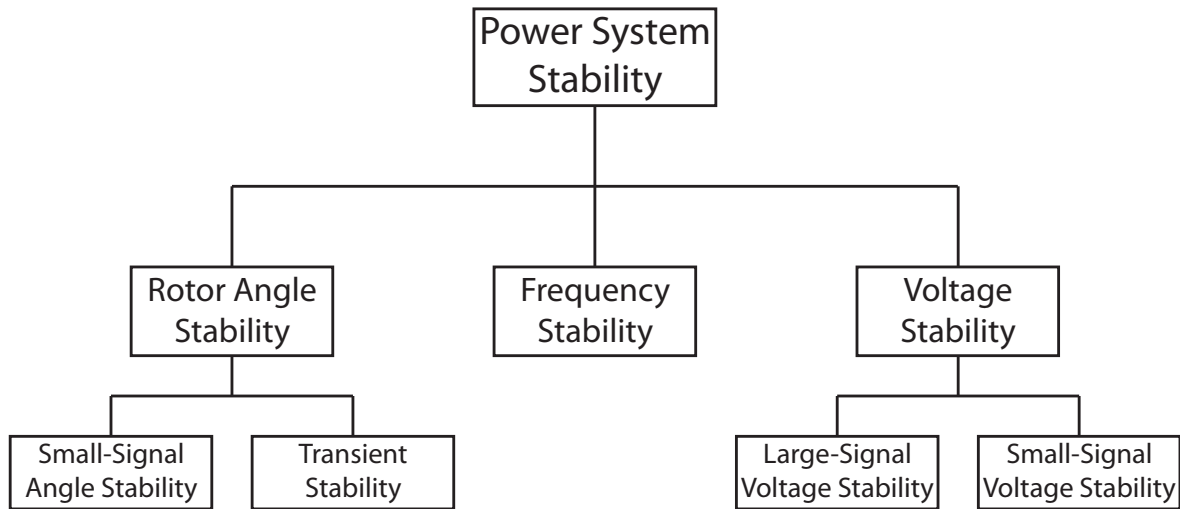 Power System
Stability
Rotor Angle
Stability
Frequency
Stability
Voltage
Stability
Small-Signal
Angle Stability
Transient
Stability
Large-Signal
Voltage Stability
Small-Signal
Voltage Stability